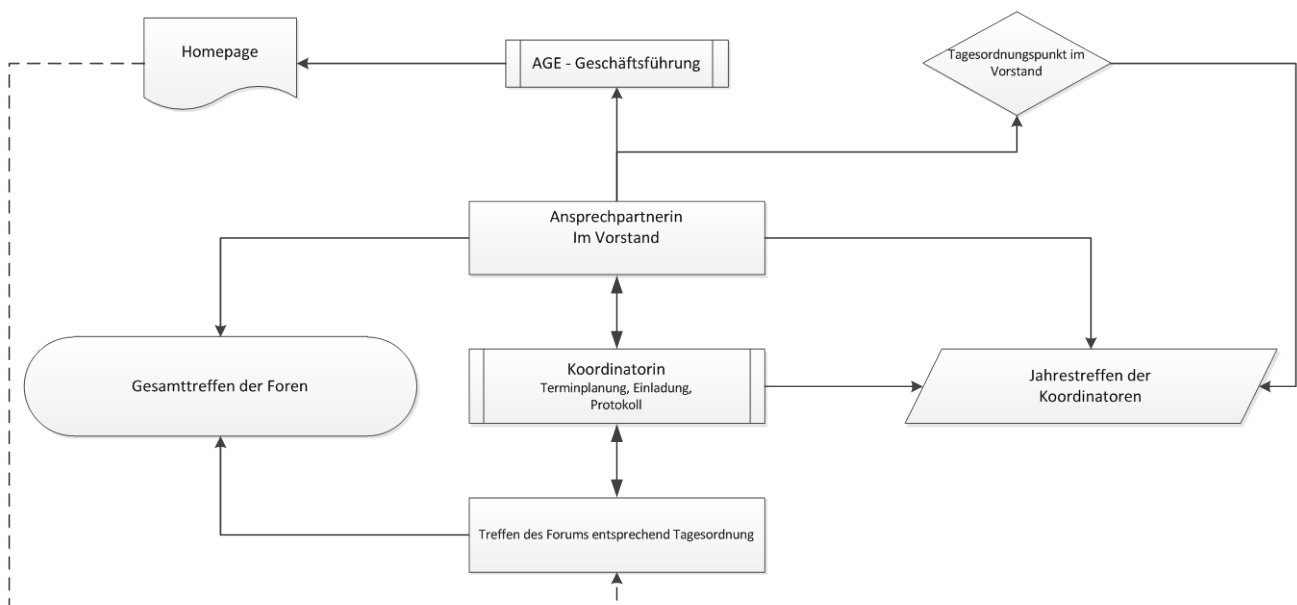 Homepage
AGE - Geschäftsführung
Tagesordnungspunkt im
Vorstand
Ansprechpartnerin
Im Vorstand
Gesamttreffen der Foren
Koordinatorin
Terminplanung, Einladung,
Protokoll
Jahrestreffen der
Koordinatoren
Treffen des Forums entsprechend Tagesordnung